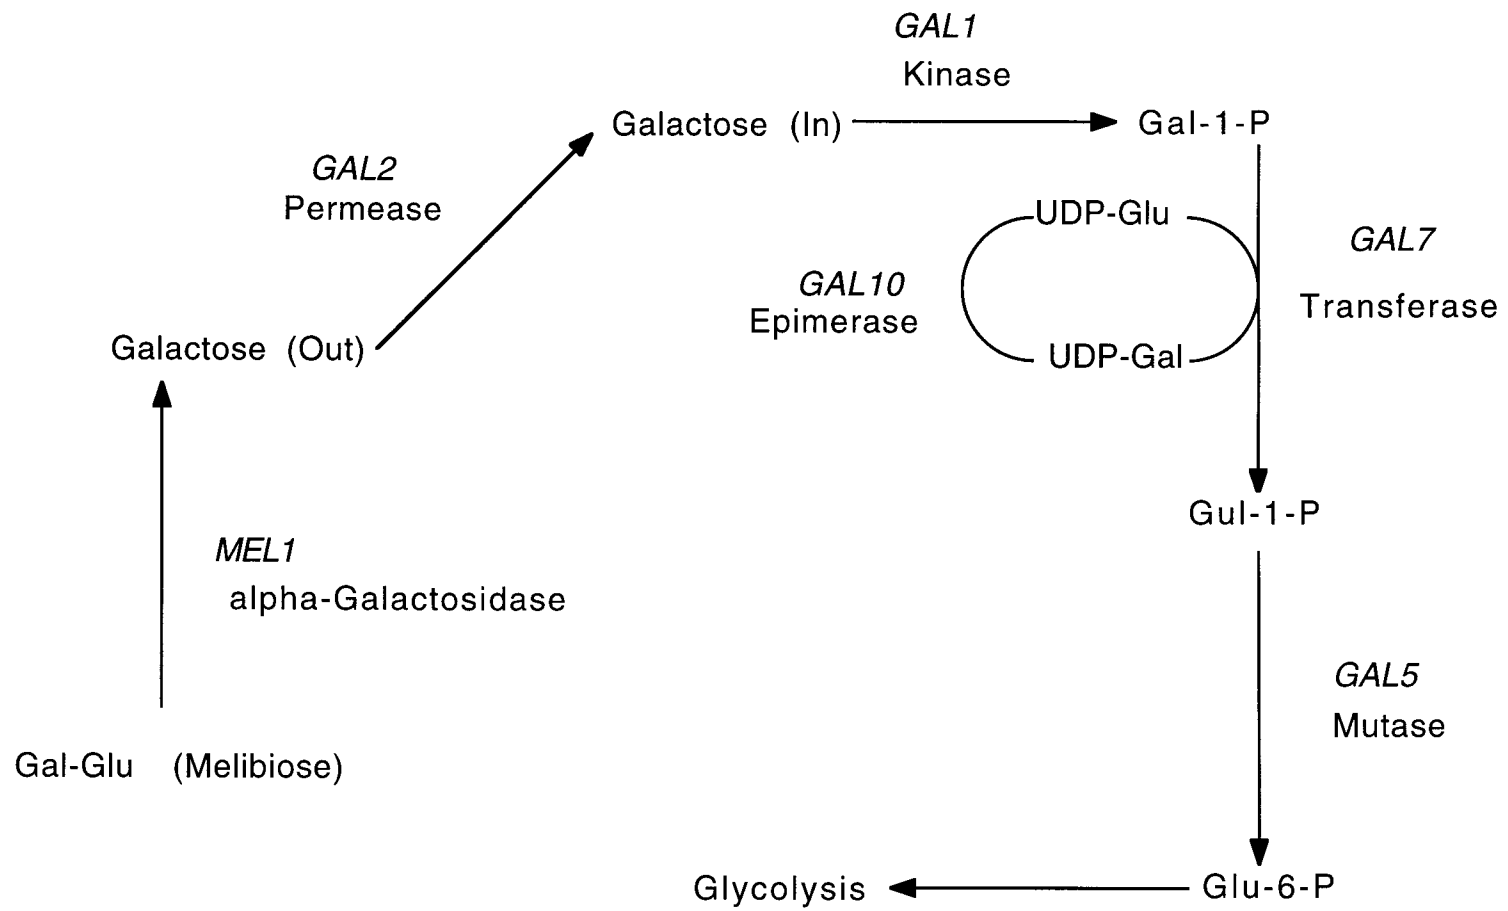 GAL1
Kinase
Galactose (In)
Gal-1-P
GAL2
Permease
UDP-Glu
GAL7
GAL10
Transferase
Epimerase
Galactose (Out)
UDP-Gal
Gul-1-P
MEL1
alpha-Galactosidase
GAL5
Mutase
Gal-Glu (Melibiose)
Glycolysis
Glu-6-P